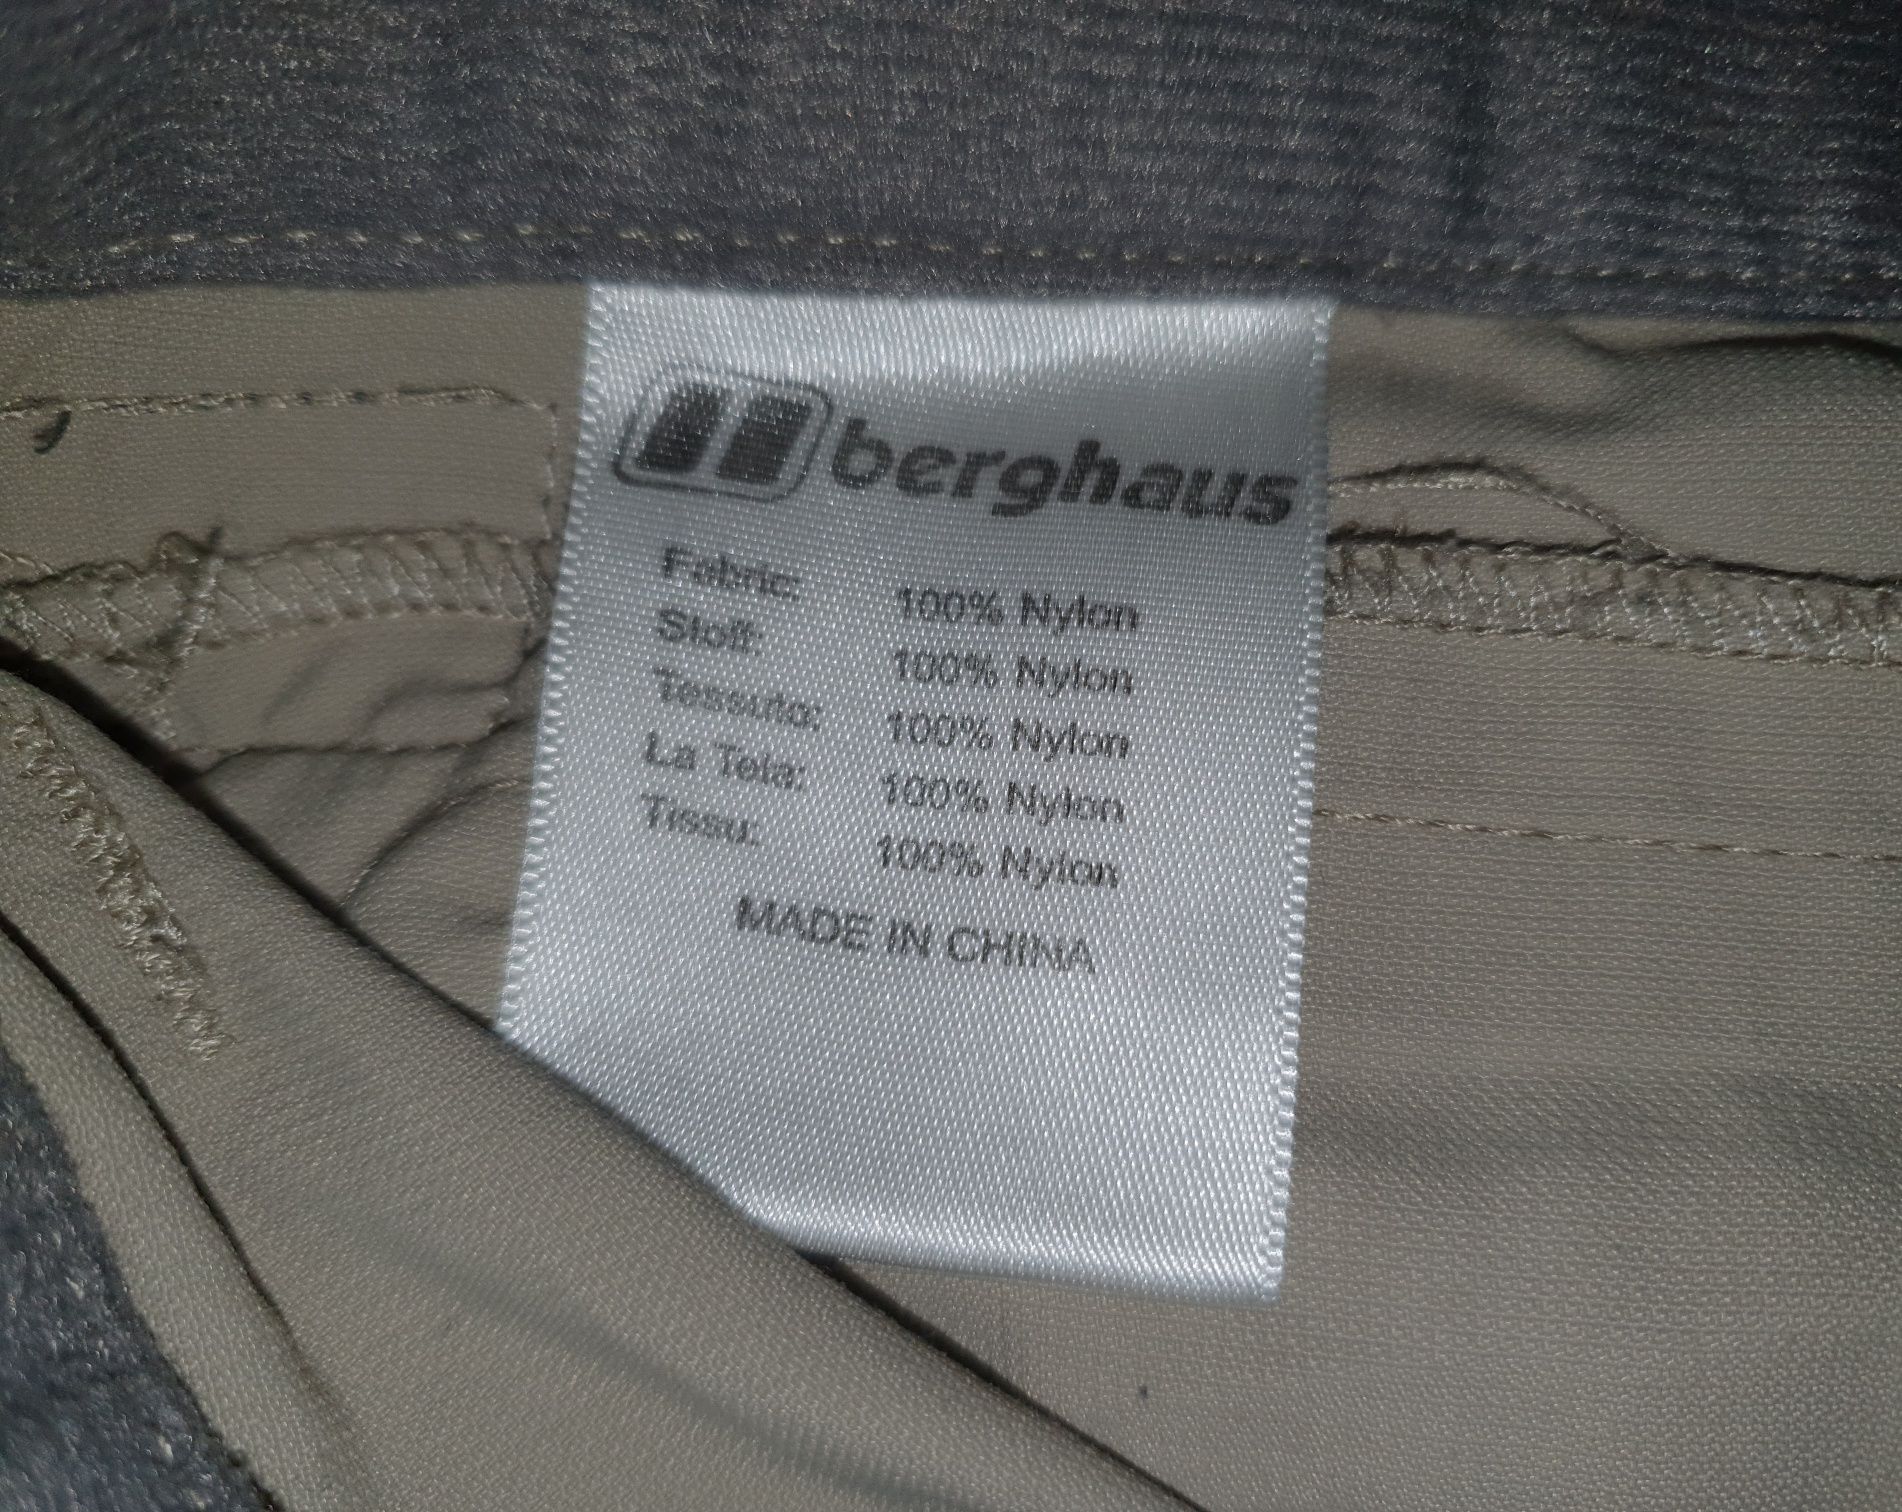 berghaus
Fabric: 100% Nylon
Stoff: 100% Nylon
Tessuto: 100% Nylon
La Tela: 100% Nylon
Tissu: 100% Nylon
MADE IN CHINA